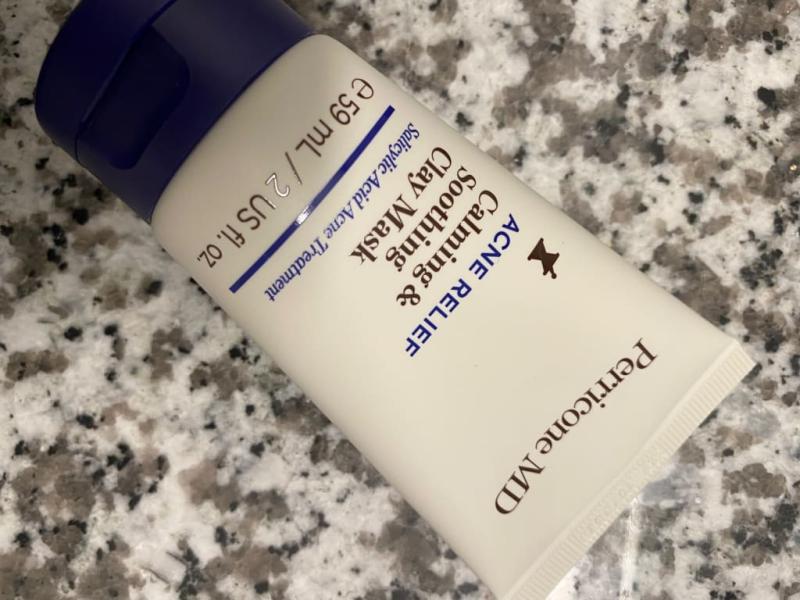 Perricone MD
ACNE RELIEF
Calming &
Soothing
Clay Mask
Salicylic Acid Acne Treatment
℮ 59 mL / 2 US fl. oz.